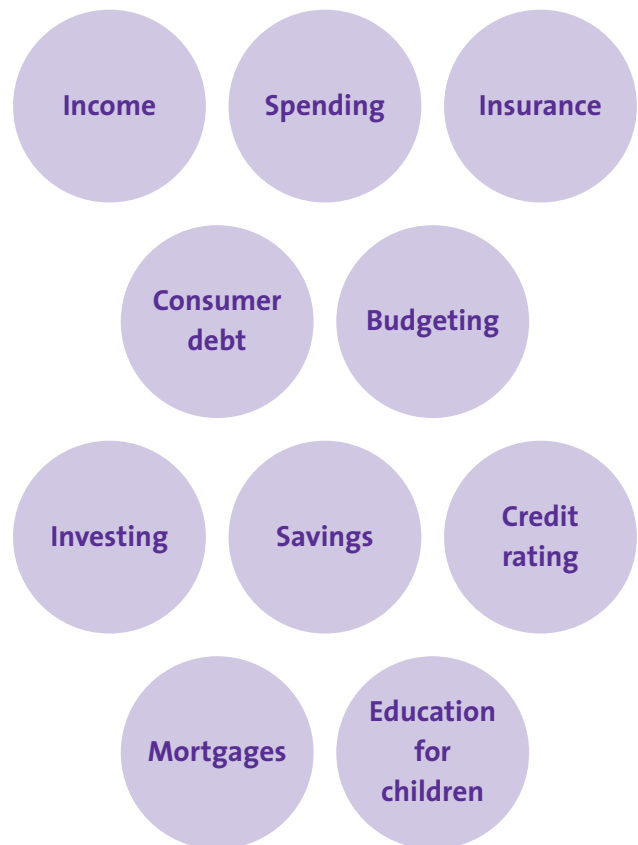 Income
Spending
Insurance
Consumer
debt
Budgeting
Investing
Savings
Credit
rating
Mortgages
Education
for
children